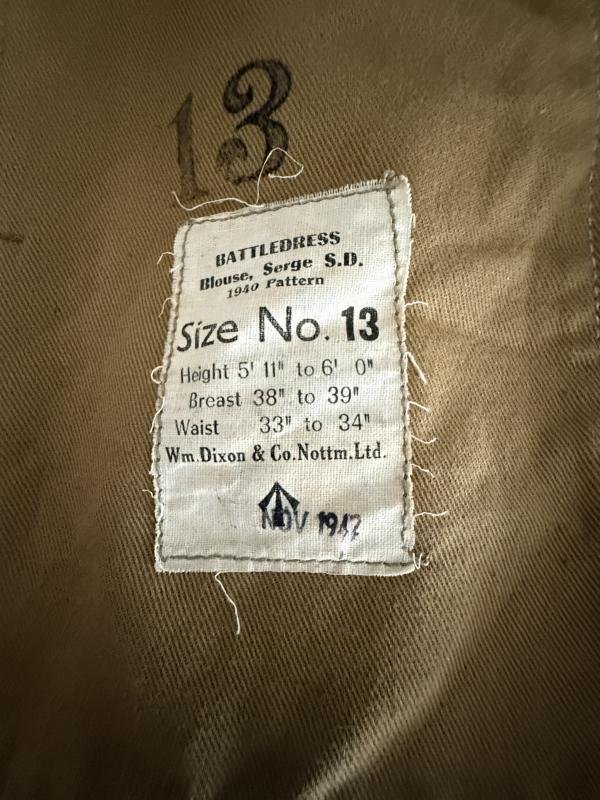 13
BATTLEDRESS
Blouse, Serge S.D.
1940 Pattern
Size No. 13
Height 5' 11" to 6' 0"
Breast 38" to 39"
Waist 33" to 34"
Wm. Dixon & Co. Nottm. Ltd.
NOV 1942